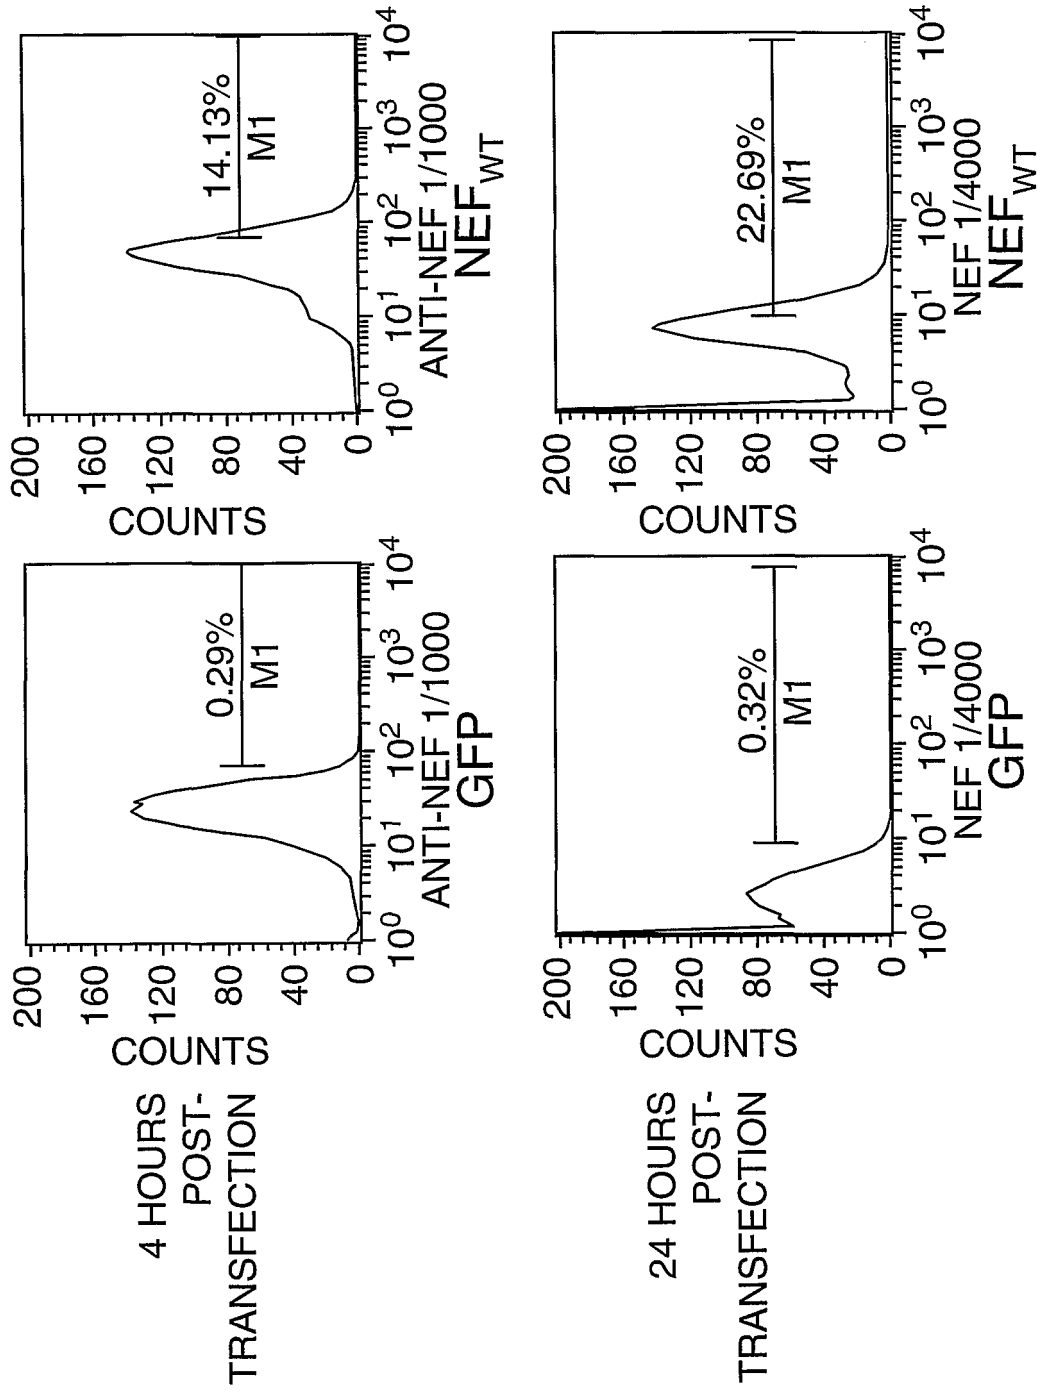 4 HOURS
POST-
TRANSFECTION
COUNTS
200
160
120
80
40
0
0.29%
M1
10⁰ 10¹ 10² 10³ 10⁴
ANTI-NEF 1/1000
GFP
COUNTS
200
160
120
80
40
0
14.13%
M1
10⁰ 10¹ 10² 10³ 10⁴
ANTI-NEF 1/1000
NEF_WT
24 HOURS
POST-
TRANSFECTION
COUNTS
200
160
120
80
40
0
0.32%
M1
10⁰ 10¹ 10² 10³ 10⁴
NEF 1/4000
GFP
COUNTS
200
160
120
80
40
0
22.69%
M1
10⁰ 10¹ 10² 10³ 10⁴
NEF 1/4000
NEF_WT